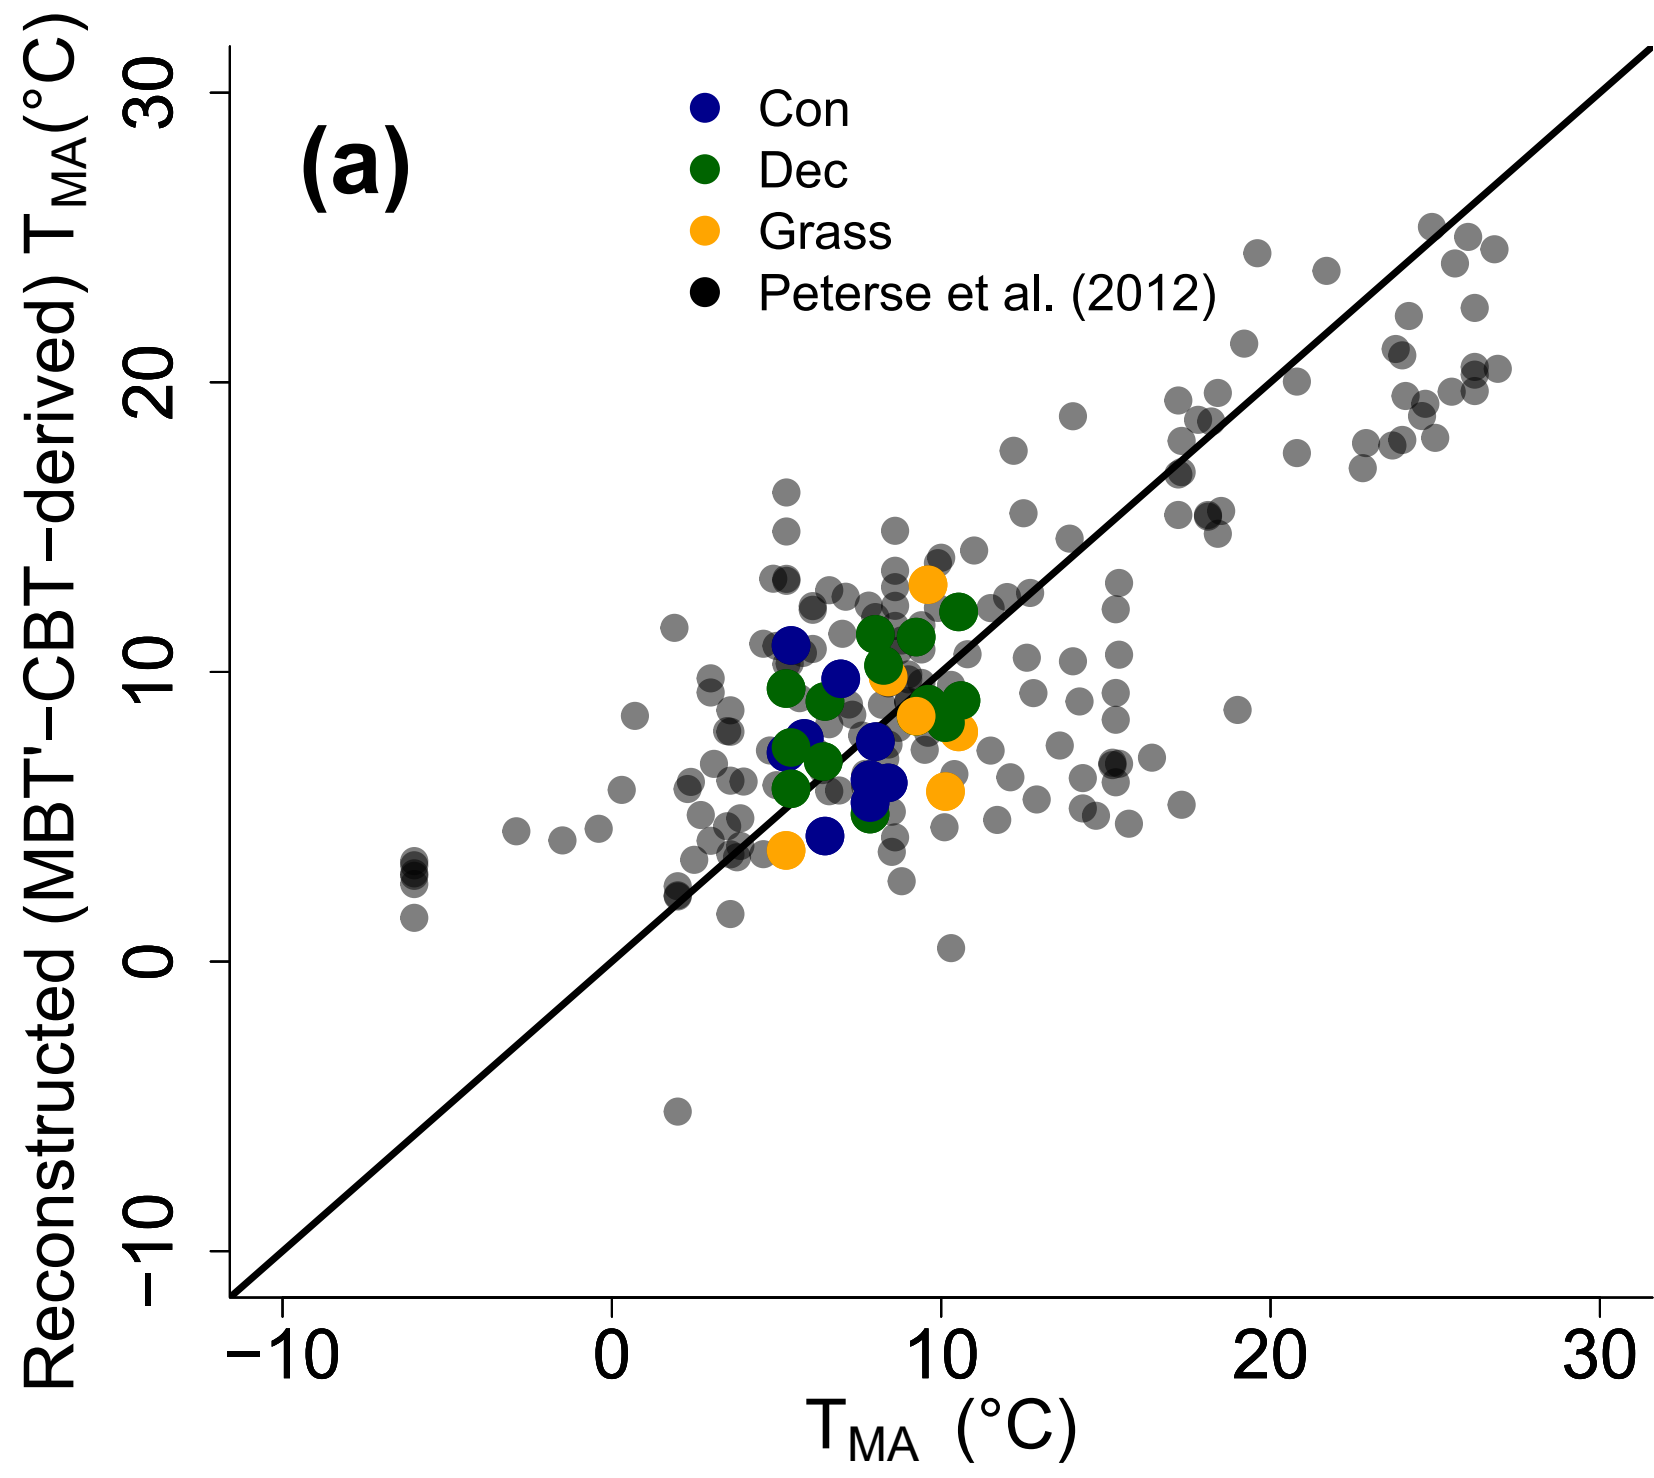 Reconstructed (MBT'−CBT−derived) TMA(°C)
30
20
10
0
−10
(a)
Con
Dec
Grass
Peterse et al. (2012)
−10 0 10 20 30
TMA (°C)